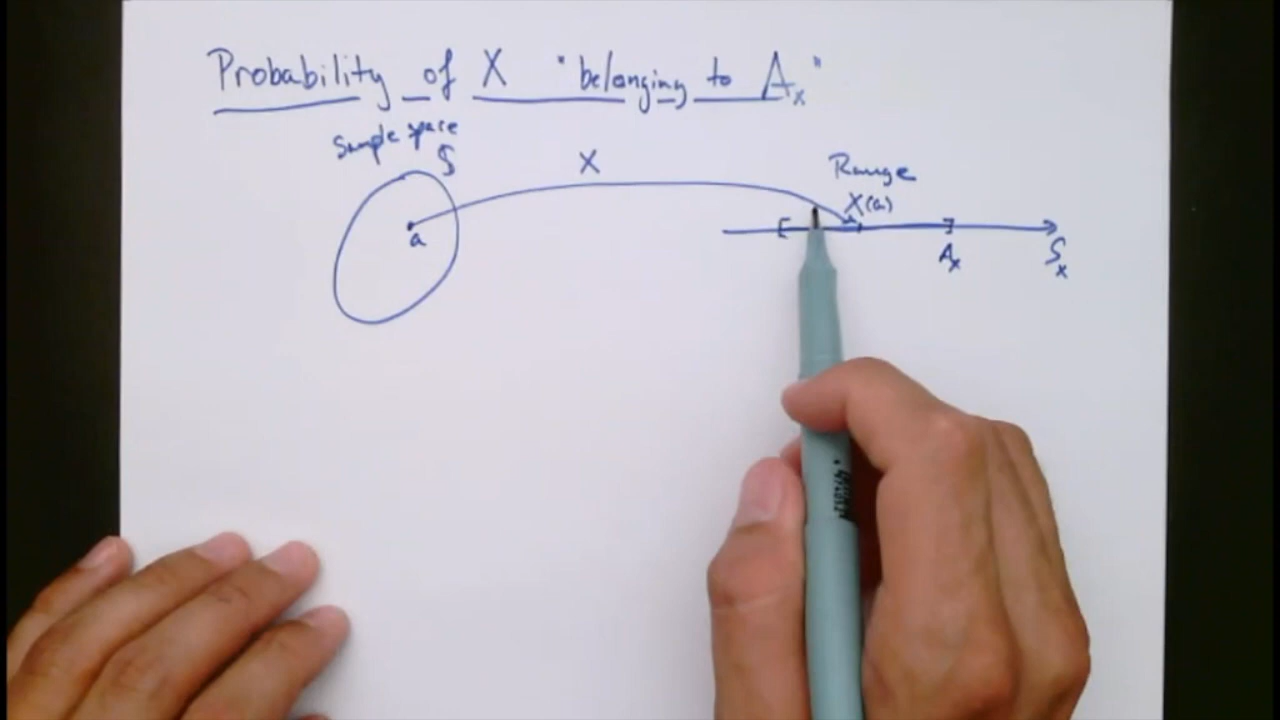 Probability of X "belonging to Aₓ"
Sample space
S
X
Range
X(a)
a
[ ]
Aₓ
Sₓ